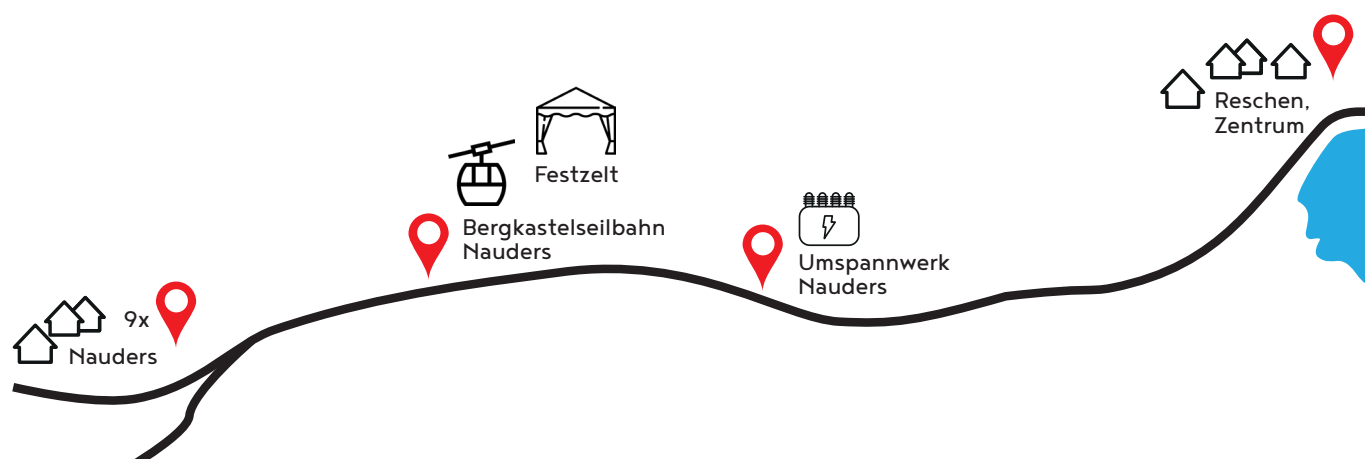 9x
Nauders
Bergkastelseilbahn
Nauders
Festzelt
Umspannwerk
Nauders
Reschen,
Zentrum